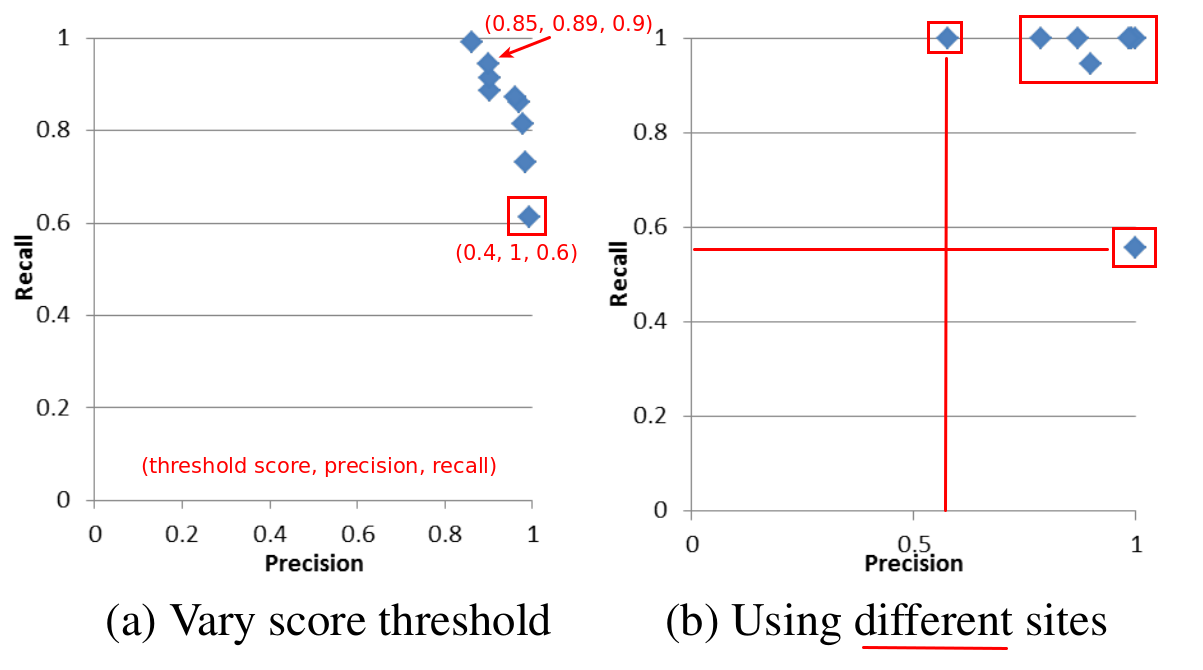 (0.85, 0.89, 0.9)
1
0.8
0.6
0.4
0.2
0
Recall
(0.4, 1, 0.6)
(threshold score, precision, recall)
0 0.2 0.4 0.6 0.8 1
Precision
(a) Vary score threshold
1
0.8
0.6
0.4
0.2
0
Recall
0 0.5 1
Precision
(b) Using different sites